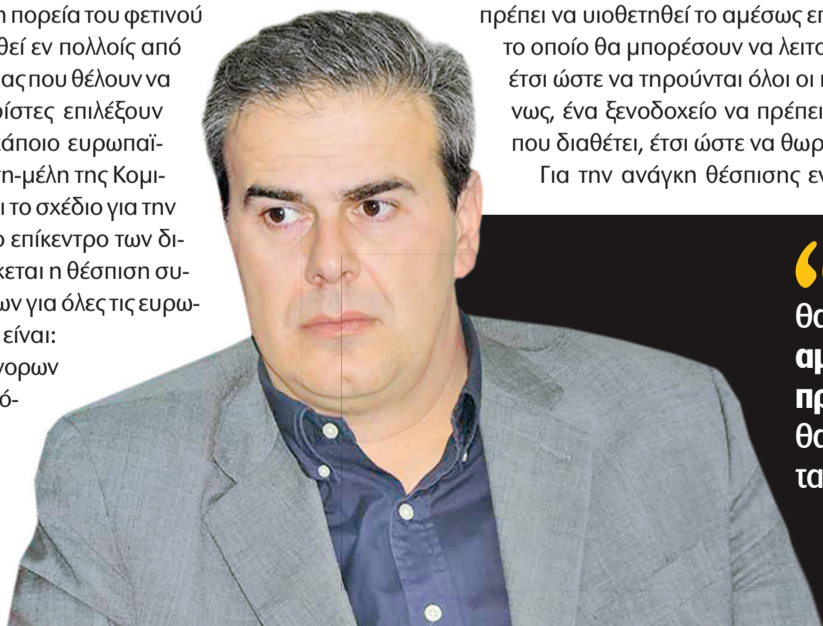 η πορεία του φετινού
θεί εν πολλοίς από
ας που θέλουν να
ρίστες επιλέξουν
άποιο ευρωπαϊ-
τη-μέλη της Κομι-
ι το σχέδιο για την
ο επίκεντρο των δι-
κεται η θέσπιση συ-
ων για όλες τις ευρω-
είναι:
γορων
ό-
πρέπει να υιοθετηθεί το αμέσως επ
το οποίο θα μπορέσουν να λειτο
έτσι ώστε να τηρούνται όλοι οι
νως, ένα ξενοδοχείο να πρέπει
που διαθέτει, έτσι ώστε να θωρ
Για την ανάγκη θέσπισης εν
θα
αμ
πρ
θα
τα